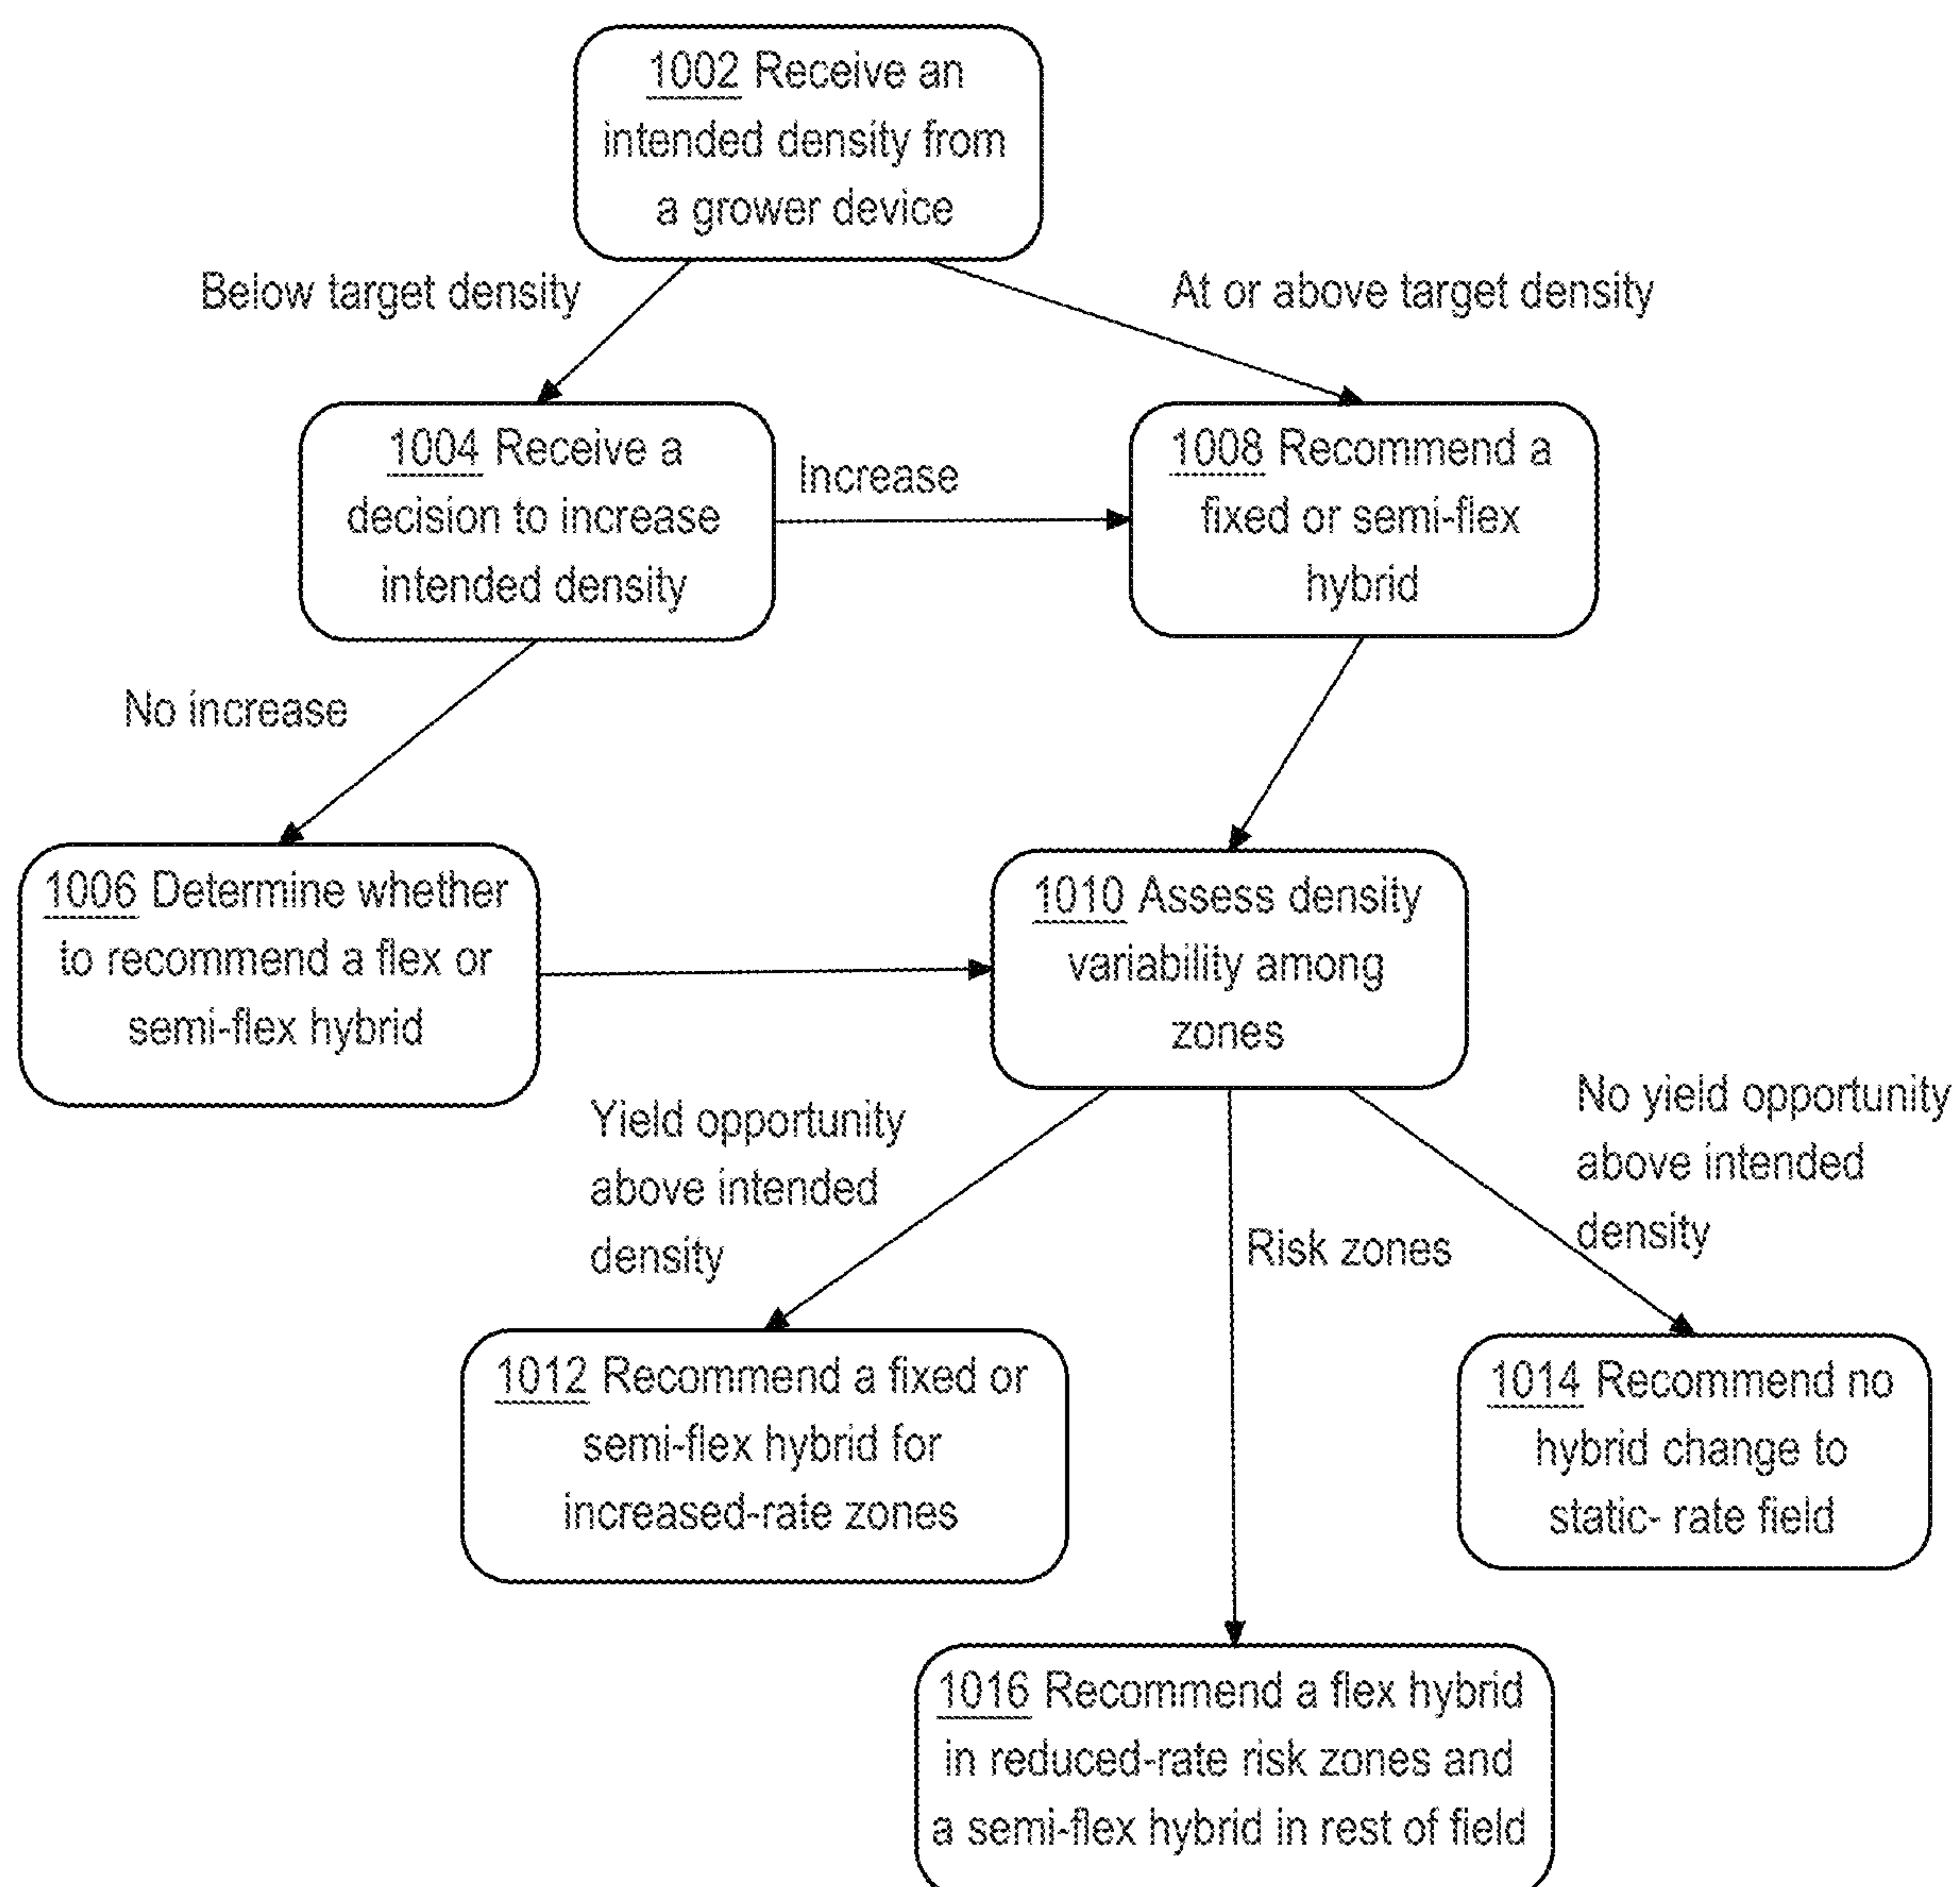 1002 Receive an
intended density from
a grower device
Below target density
At or above target density
1004 Receive a
decision to increase
intended density
Increase
1008 Recommend a
fixed or semi-flex
hybrid
No increase
1006 Determine whether
to recommend a flex or
semi-flex hybrid
1010 Assess density
variability among
zones
Yield opportunity
above intended
density
Risk zones
No yield opportunity
above intended
density
1012 Recommend a fixed or
semi-flex hybrid for
increased-rate zones
1014 Recommend no
hybrid change to
static- rate field
1016 Recommend a flex hybrid
in reduced-rate risk zones and
a semi-flex hybrid in rest of field